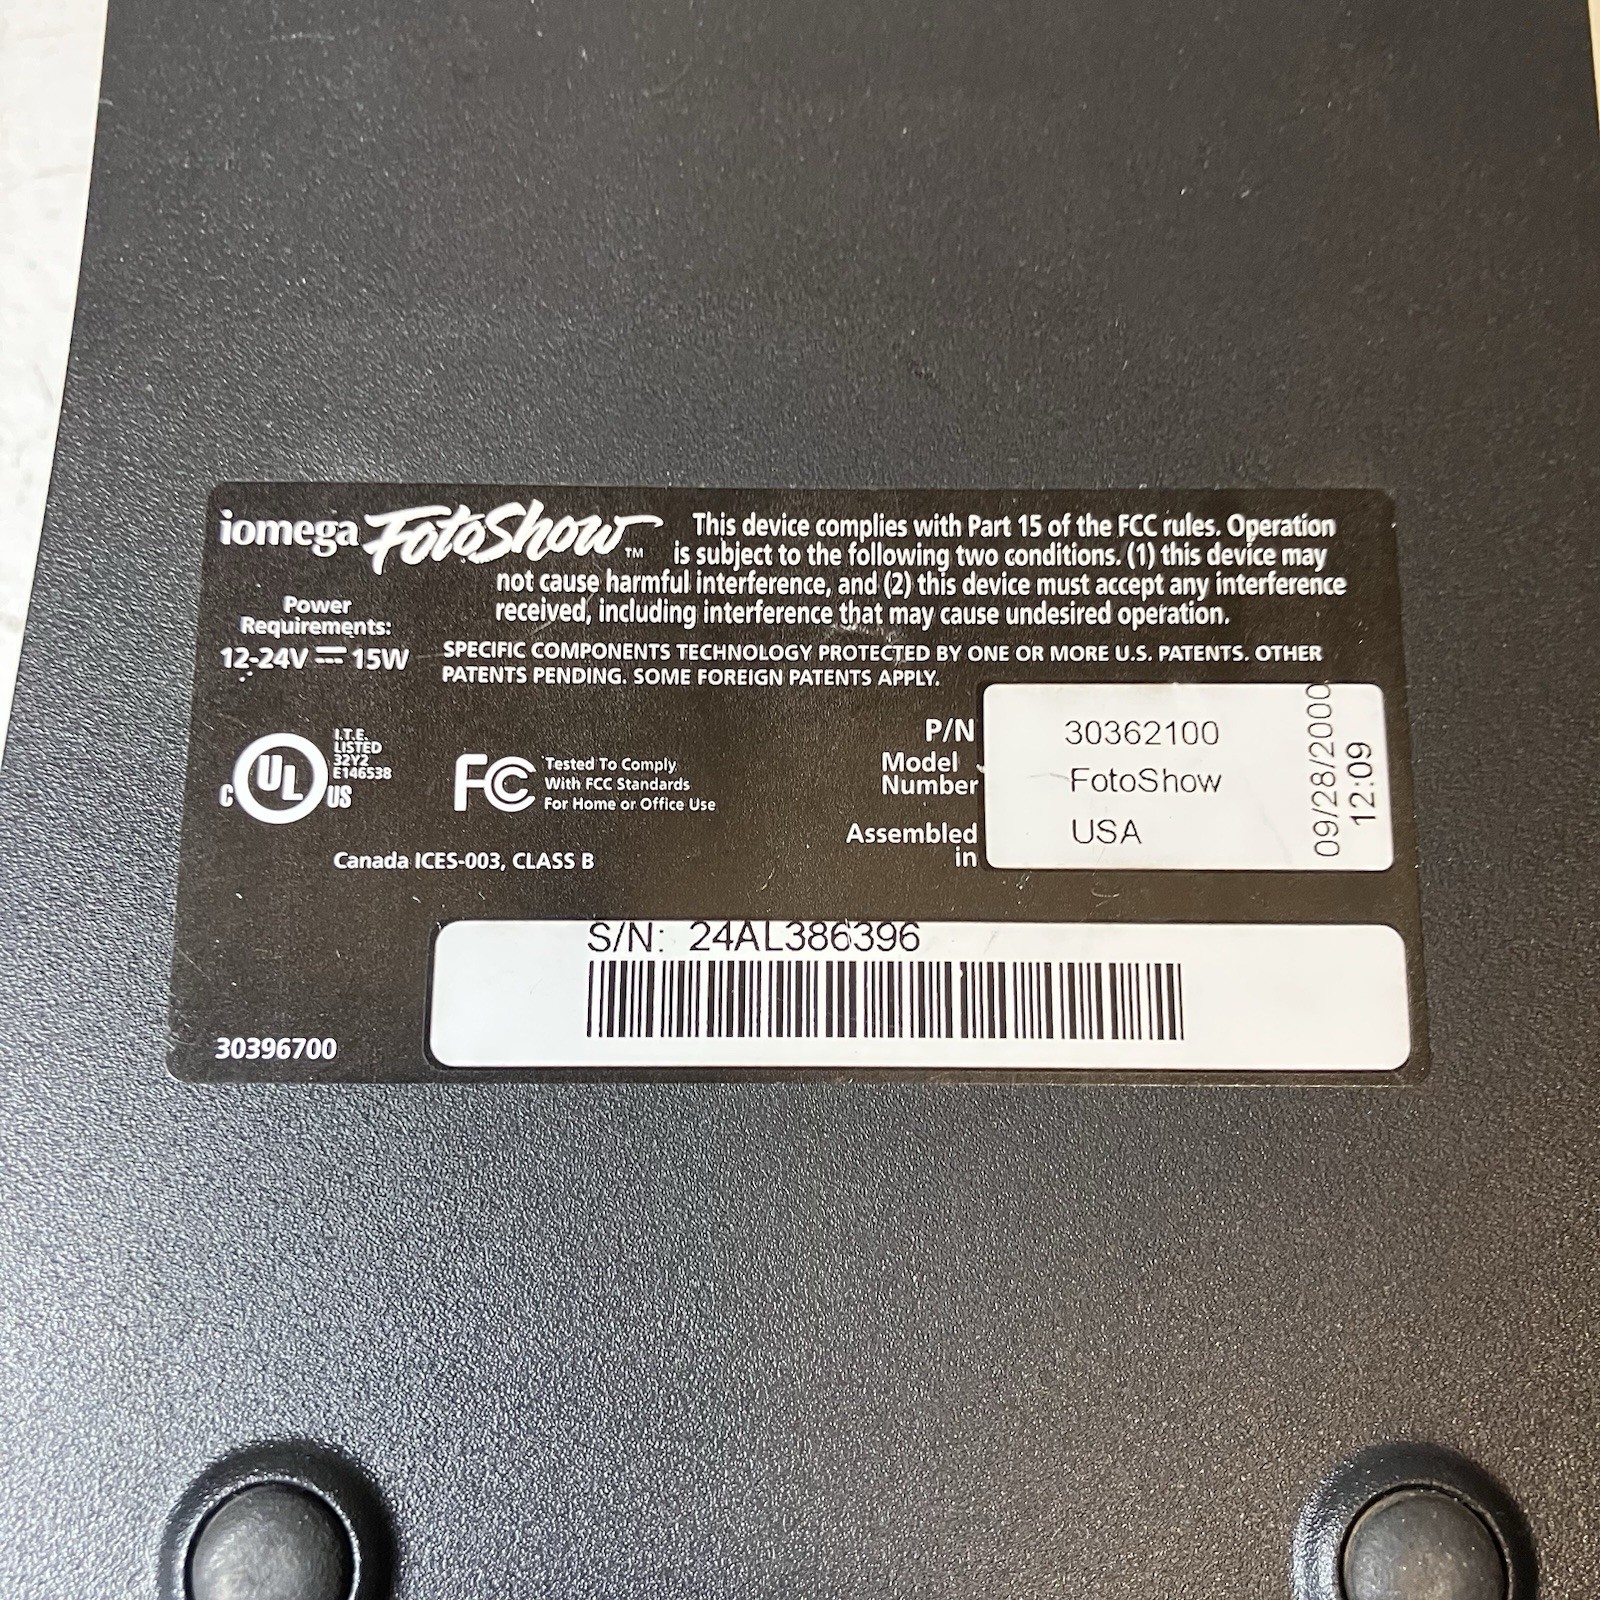 iomega FotoShow™
This device complies with Part 15 of the FCC rules. Operation
is subject to the following two conditions. (1) this device may
not cause harmful interference, and (2) this device must accept any interference
received, including interference that may cause undesired operation.
Power
Requirements:
12-24V ⎓ 15W
SPECIFIC COMPONENTS TECHNOLOGY PROTECTED BY ONE OR MORE U.S. PATENTS. OTHER
PATENTS PENDING. SOME FOREIGN PATENTS APPLY.
C UL US
I.T.E.
LISTED
32Y2
E146538
FC
Tested To Comply
With FCC Standards
For Home or Office Use
Canada ICES-003, CLASS B
P/N 30362100
Model
Number FotoShow
Assembled
in USA
09/28/2000
12:09
S/N: 24AL386396
30396700